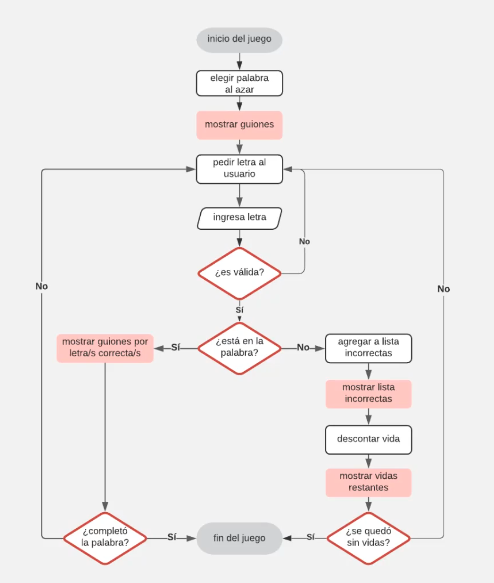 inicio del juego
elegir palabra
al azar
mostrar guiones
pedir letra al
usuario
ingresa letra
No
¿es válida?
No
No
Sí
mostrar guiones por
letra/s correcta/s
Sí
¿está en la
palabra?
No
agregar a lista
incorrectas
mostrar lista
incorrectas
descontar vida
mostrar vidas
restantes
¿completó
la palabra?
Sí
fin del juego
Sí
¿se quedó
sin vidas?